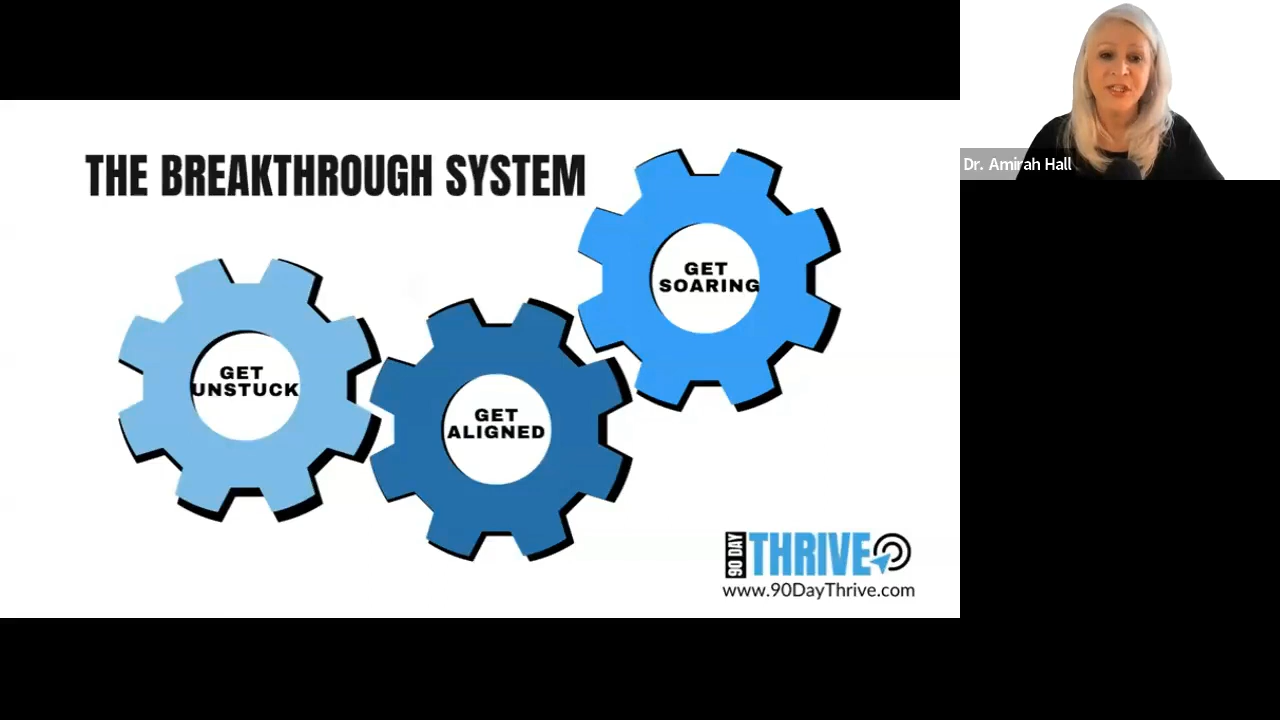 THE BREAKTHROUGH SYSTEM
GET
SOARING
GET
UNSTUCK
GET
ALIGNED
90 DAY
THRIVE
www.90DayThrive.com
Dr. Amirah Hall